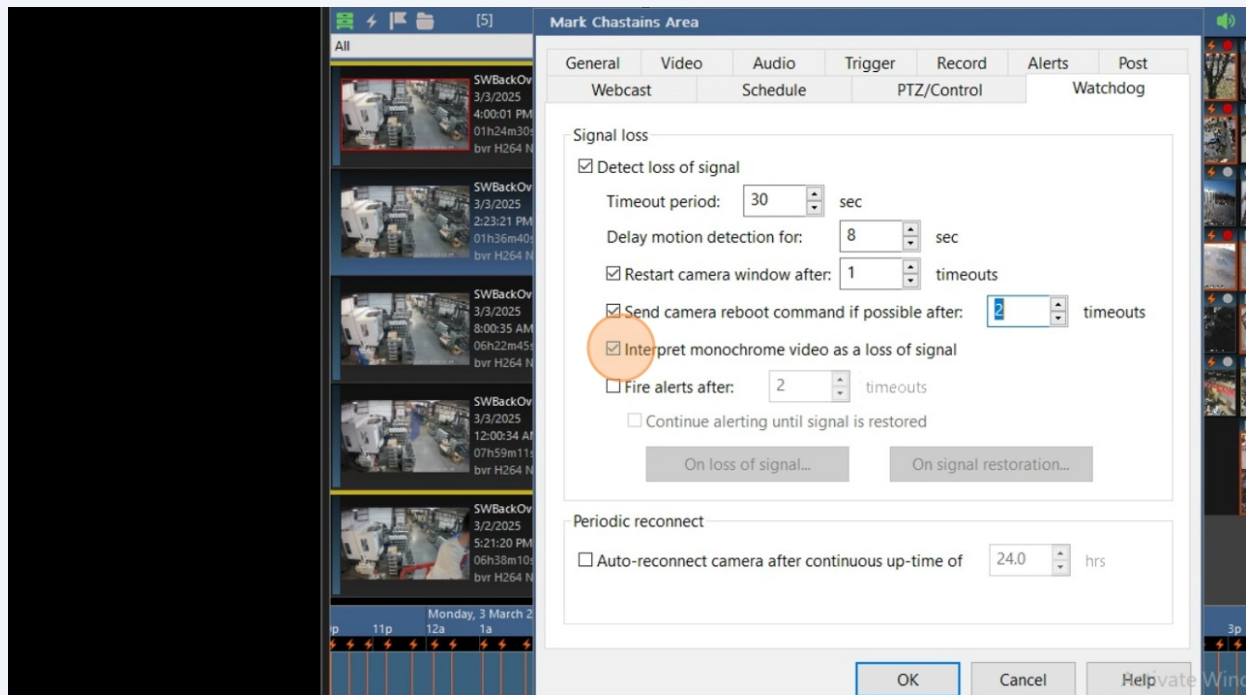 [5]
Mark Chastains Area
All
General Video Audio Trigger Record Alerts Post
Webcast Schedule PTZ/Control Watchdog
SWBackOv
3/3/2025
4:00:01 PM
01h24m30s
bvr H264 N
SWBackOv
3/3/2025
2:23:21 PM
01h36m40s
bvr H264 N
SWBackOv
3/3/2025
8:00:35 AM
06h22m45s
bvr H264 N
SWBackOv
3/3/2025
12:00:34 A
07h59m11s
bvr H264 N
SWBackOv
3/2/2025
5:21:20 PM
06h38m10s
bvr H264 N
Signal loss
Detect loss of signal
Timeout period: 30 sec
Delay motion detection for: 8 sec
Restart camera window after: 1 timeouts
Send camera reboot command if possible after: 2 timeouts
Interpret monochrome video as a loss of signal
Fire alerts after: 2 timeouts
Continue alerting until signal is restored
On loss of signal... On signal restoration...
Periodic reconnect
Auto-reconnect camera after continuous up-time of 24.0 hrs
Monday, 3 March 2
11p 12a 1a 3p
OK Cancel Help